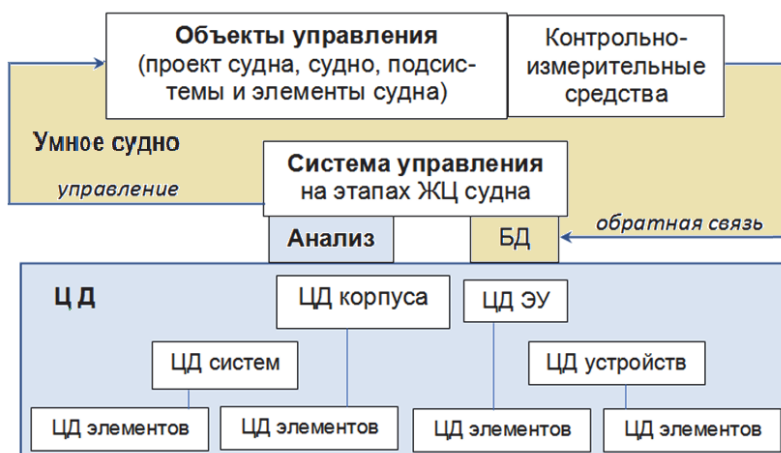 Объекты управления
(проект судна, судно, подсис-
темы и элементы судна)
Контрольно-
измерительные
средства
Умное судно
Система управления
на этапах ЖЦ судна
управление
обратная связь
Анализ
БД
ЦД
ЦД корпуса
ЦД ЭУ
ЦД систем
ЦД устройств
ЦД элементов
ЦД элементов
ЦД элементов
ЦД элементов